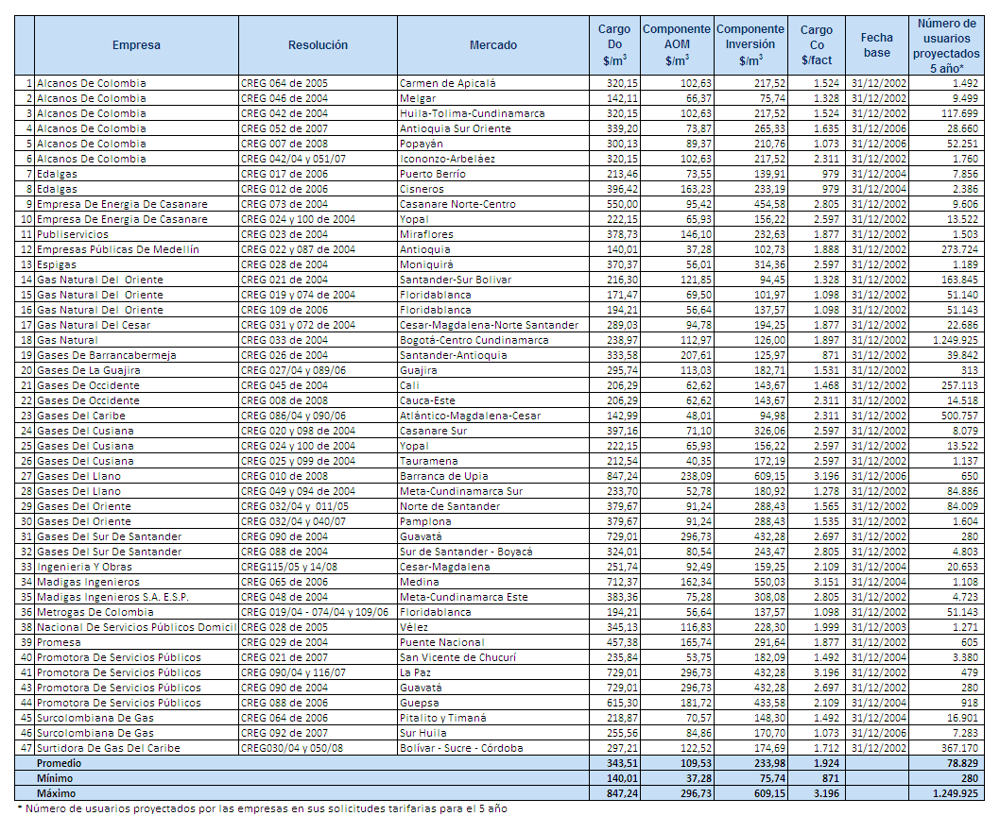 Empresa Resolución Mercado Cargo Do $/m³ Componente AOM $/m³ Componente Inversión $/m³ Cargo Co $/fact Fecha base Número de usuarios proyectados 5 año*
1 Alcanos De Colombia CREG 064 de 2005 Carmen de Apicalá 320,15 102,63 217,52 1.524 31/12/2002 1.492
2 Alcanos De Colombia CREG 046 de 2004 Melgar 142,11 66,37 75,74 1.328 31/12/2002 9.499
3 Alcanos De Colombia CREG 042 de 2004 Huila-Tolima-Cundinamarca 320,15 102,63 217,52 1.524 31/12/2002 117.699
4 Alcanos De Colombia CREG 052 de 2007 Antioquia Sur Oriente 339,20 73,87 265,33 1.635 31/12/2006 28.660
5 Alcanos De Colombia CREG 007 de 2008 Popayán 300,13 89,37 210,76 1.073 31/12/2006 52.251
6 Alcanos De Colombia CREG 042/04 y 051/07 Icononzo-Arbeláez 320,15 102,63 217,52 2.311 31/12/2002 1.760
7 Edalgas CREG 017 de 2006 Puerto Berrío 213,46 73,55 139,91 979 31/12/2004 7.856
8 Edalgas CREG 012 de 2006 Cisneros 396,42 163,23 233,19 979 31/12/2004 2.386
9 Empresa De Energia De Casanare CREG 073 de 2004 Casanare Norte-Centro 550,00 95,42 454,58 2.805 31/12/2002 9.606
10 Empresa De Energia De Casanare CREG 024 y 100 de 2004 Yopal 222,15 65,93 156,22 2.597 31/12/2002 13.522
11 Publiservicios CREG 023 de 2004 Miraflores 378,73 146,10 232,63 1.877 31/12/2002 1.503
12 Empresas Públicas De Medellín CREG 022 y 087 de 2004 Antioquia 140,01 37,28 102,73 1.888 31/12/2002 273.724
13 Espigas CREG 028 de 2004 Moniquirá 370,37 56,01 314,36 2.597 31/12/2002 1.189
14 Gas Natural Del Oriente CREG 021 de 2004 Santander-Sur Bolivar 216,30 121,85 94,45 1.328 31/12/2002 163.845
15 Gas Natural Del Oriente CREG 019 y 074 de 2004 Floridablanca 171,47 69,50 101,97 1.098 31/12/2002 51.140
16 Gas Natural Del Oriente CREG 109 de 2006 Floridablanca 194,21 56,64 137,57 1.098 31/12/2002 51.143
17 Gas Natural Del Cesar CREG 031 y 072 de 2004 Cesar-Magdalena-Norte Santander 289,03 94,78 194,25 1.877 31/12/2002 22.686
18 Gas Natural CREG 033 de 2004 Bogotá-Centro Cundinamarca 238,97 112,97 126,00 1.897 31/12/2002 1.249.925
19 Gases De Barrancabermeja CREG 026 de 2004 Santander-Antioquia 333,58 207,61 125,97 871 31/12/2002 39.842
20 Gases De La Guajira CREG 027/04 y 089/06 Guajira 295,74 113,03 182,71 1.531 31/12/2002 313
21 Gases De Occidente CREG 045 de 2004 Cali 206,29 62,62 143,67 1.468 31/12/2002 257.113
22 Gases De Occidente CREG 008 de 2008 Cauca-Este 206,29 62,62 143,67 2.311 31/12/2002 14.518
23 Gases Del Caribe CREG 086/04 y 090/06 Atlántico-Magdalena-Cesar 142,99 48,01 94,98 2.311 31/12/2002 500.757
24 Gases Del Cusiana CREG 020 y 098 de 2004 Casanare Sur 397,16 71,10 326,06 2.597 31/12/2002 8.079
25 Gases Del Cusiana CREG 024 y 100 de 2004 Yopal 222,15 65,93 156,22 2.597 31/12/2002 13.522
26 Gases Del Cusiana CREG 025 y 099 de 2004 Tauramena 212,54 40,35 172,19 2.597 31/12/2002 1.137
27 Gases Del Llano CREG 010 de 2008 Barranca de Upia 847,24 238,09 609,15 3.196 31/12/2006 650
28 Gases Del Llano CREG 049 y 094 de 2004 Meta-Cundinamarca Sur 233,70 52,78 180,92 1.278 31/12/2002 84.886
29 Gases Del Oriente CREG 032/04 y 011/05 Norte de Santander 379,67 91,24 288,43 1.565 31/12/2002 84.009
30 Gases Del Oriente CREG 032/04 y 040/07 Pamplona 379,67 91,24 288,43 1.535 31/12/2002 1.604
31 Gases Del Sur De Santander CREG 090 de 2004 Guavatá 729,01 296,73 432,28 2.697 31/12/2002 280
32 Gases Del Sur De Santander CREG 088 de 2004 Sur de Santander - Boyacá 324,01 80,54 243,47 2.805 31/12/2002 4.803
33 Ingenieria Y Obras CREG115/05 y 14/08 Cesar-Magdalena 251,74 92,49 159,25 2.109 31/12/2004 20.653
34 Madigas Ingenieros CREG 065 de 2006 Medina 712,37 162,34 550,03 3.151 31/12/2004 1.108
35 Madigas Ingenieros S.A. E.S.P. CREG 048 de 2004 Meta-Cundinamarca Este 383,36 75,28 308,08 2.805 31/12/2002 4.723
36 Metrogas De Colombia CREG 019/04 - 074/04 y 109/06 Floridablanca 194,21 56,64 137,57 1.098 31/12/2002 51.143
38 Nacional De Servicios Públicos Domicil CREG 028 de 2005 Vélez 345,13 116,83 228,30 1.999 31/12/2003 1.271
39 Promesa CREG 029 de 2004 Puente Nacional 457,38 165,74 291,64 1.877 31/12/2002 605
40 Promotora De Servicios Públicos CREG 021 de 2007 San Vicente de Chucurí 235,84 53,75 182,09 1.492 31/12/2004 3.380
41 Promotora De Servicios Públicos CREG 090/04 y 116/07 La Paz 729,01 296,73 432,28 3.196 31/12/2002 479
43 Promotora De Servicios Públicos CREG 090 de 2004 Guavatá 729,01 296,73 432,28 2.697 31/12/2002 280
44 Promotora De Servicios Públicos CREG 088 de 2006 Guepsa 615,30 181,72 433,58 2.109 31/12/2004 918
45 Surcolombiana De Gas CREG 064 de 2006 Pitalito y Timaná 218,87 70,57 148,30 1.492 31/12/2004 16.901
46 Surcolombiana De Gas CREG 092 de 2007 Sur Huila 255,56 84,86 170,70 1.073 31/12/2006 7.283
47 Surtidora De Gas Del Caribe CREG030/04 y 050/08 Bolívar - Sucre - Córdoba 297,21 122,52 174,69 1.712 31/12/2002 367.170
Promedio 343,51 109,53 233,98 1.924 78.829
Mínimo 140,01 37,28 75,74 871 280
Máximo 847,24 296,73 609,15 3.196 1.249.925
* Número de usuarios proyectados por las empresas en sus solicitudes tarifarias para el 5 año